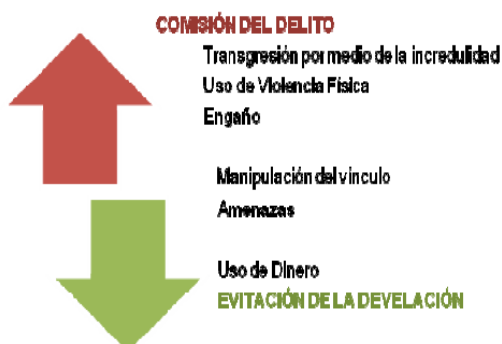 COMISIÓN DEL DELITO
Transgresión por medio de la incredulidad
Uso de Violencia Física
Engaño
Manipulación del vínculo
Amenazas
Uso de Dinero
EVITACIÓN DE LA DEVELACIÓN